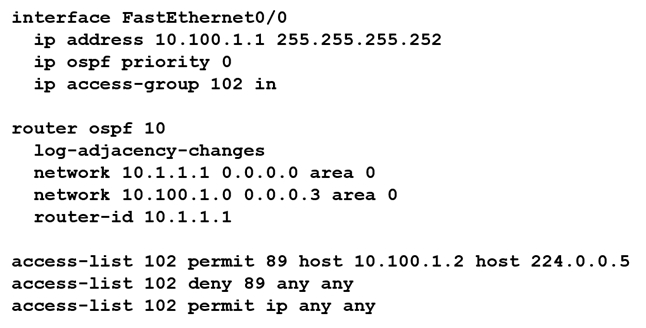 interface FastEthernet0/0
ip address 10.100.1.1 255.255.255.252
ip ospf priority 0
ip access-group 102 in
router ospf 10
log-adjacency-changes
network 10.1.1.1 0.0.0.0 area 0
network 10.100.1.0 0.0.0.3 area 0
router-id 10.1.1.1
access-list 102 permit 89 host 10.100.1.2 host 224.0.0.5
access-list 102 deny 89 any any
access-list 102 permit ip any any